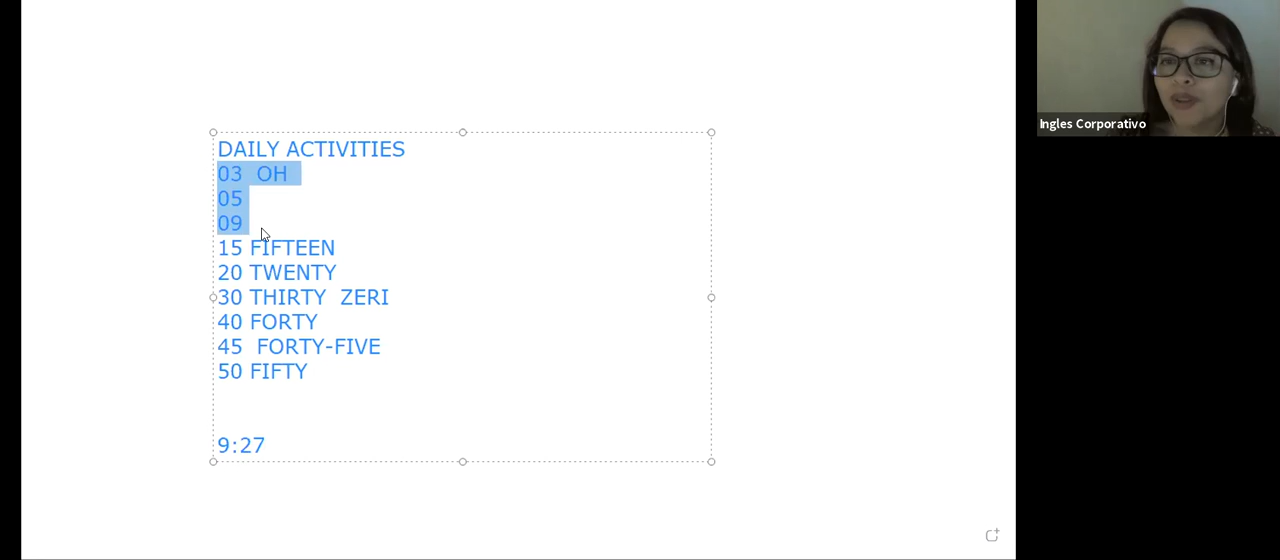 DAILY ACTIVITIES
03 OH
05
09
15 FIFTEEN
20 TWENTY
30 THIRTY ZERI
40 FORTY
45 FORTY-FIVE
50 FIFTY
9:27
Ingles Corporativo